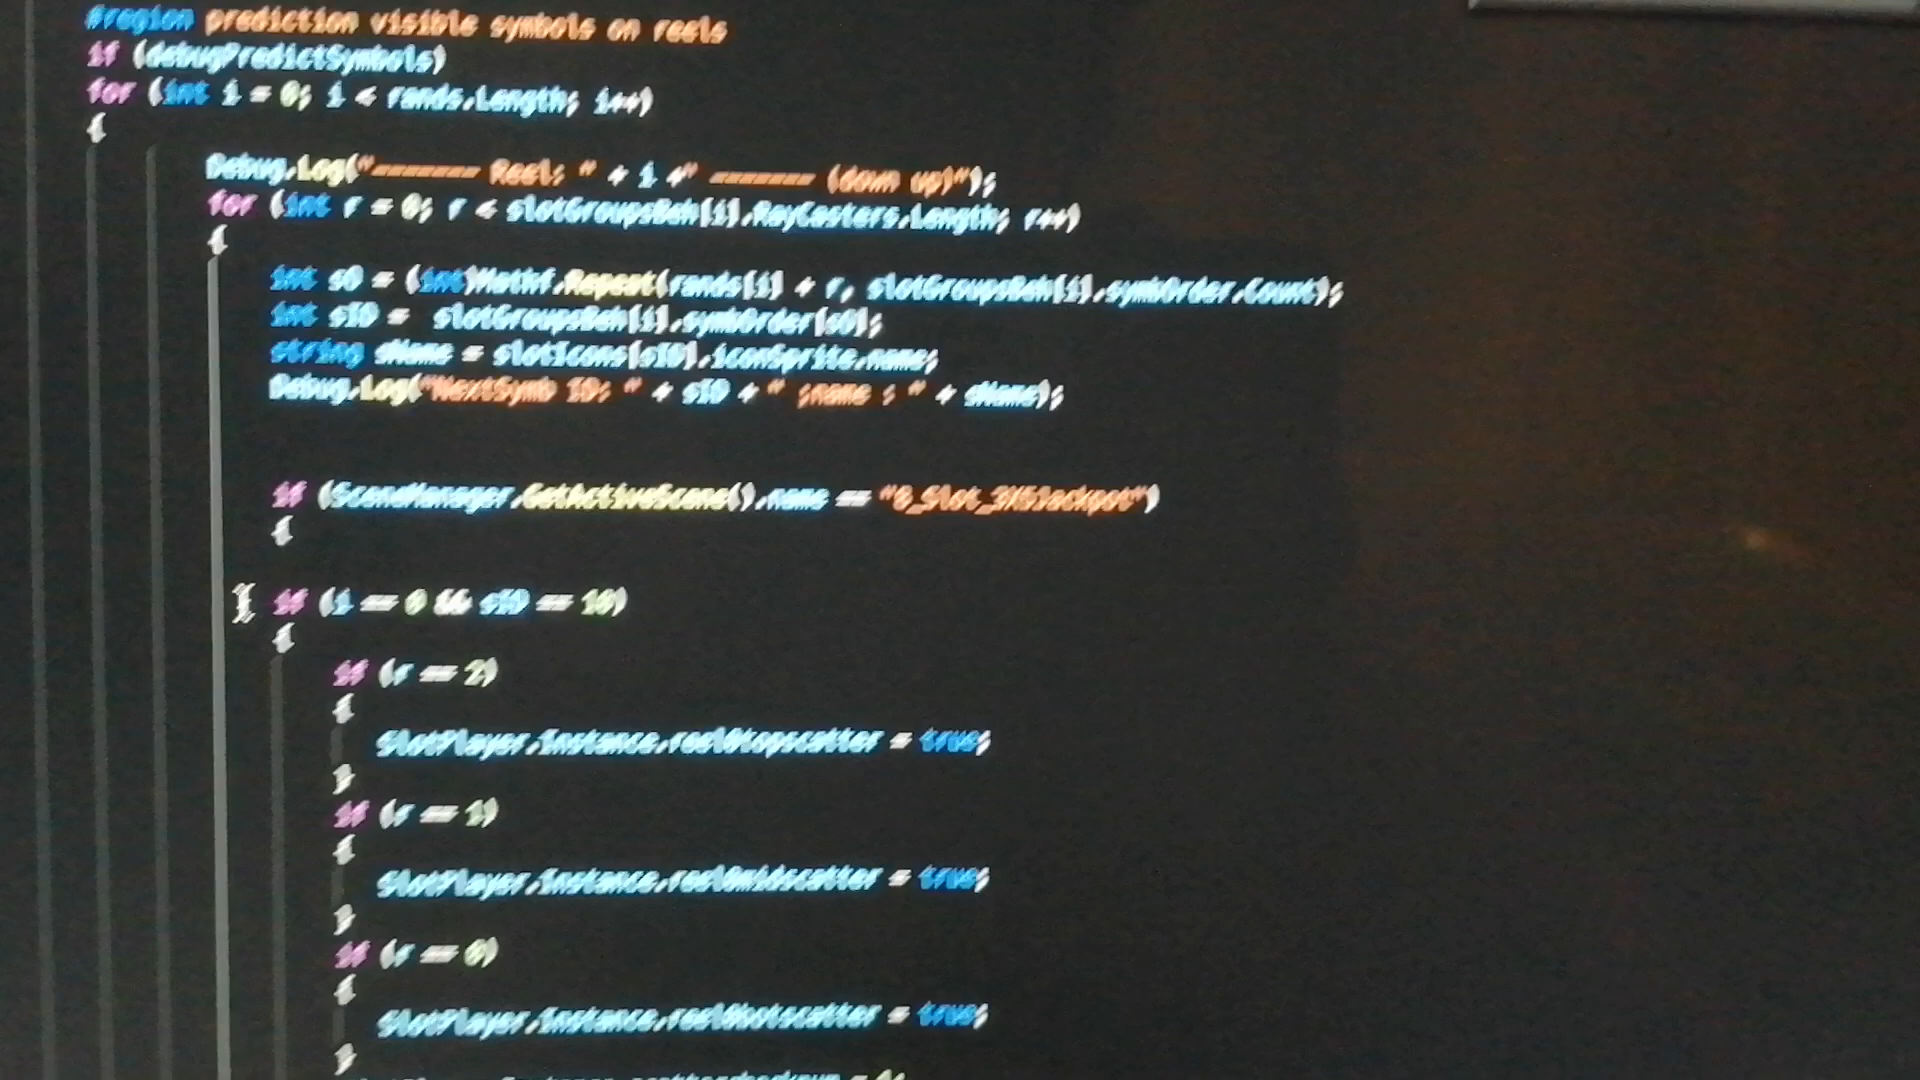 #region prediction visible symbols on reels
if (debugPredictSymbols)
for (int i = 0; i < rands.Length; i++)
{
Debug.Log("======= Reel: " + i +" ======= (down up)");
for (int r = 0; r < slotGroupsBeh[i].RayCasters.Length; r++)
{
int sO = (int)Mathf.Repeat(rands[i] + r, slotGroupsBeh[i].symbOrder.Count);
int sID = slotGroupsBeh[i].symbOrder[sO];
string sName = slotIcons[sID].iconSprite.name;
Debug.Log("NextSymb ID: " + sID + " ;name : " + sName);
if (SceneManager.GetActiveScene().name == "8_Slot_3X5Jackpot")
{
if (i == 0 && sID == 10)
{
if (r == 2)
{
SlotPlayer.instance.reel0topscatter = true;
}
if (r == 1)
{
SlotPlayer.instance.reel0midscatter = true;
}
if (r == 0)
{
SlotPlayer.instance.reel0botscatter = true;
}